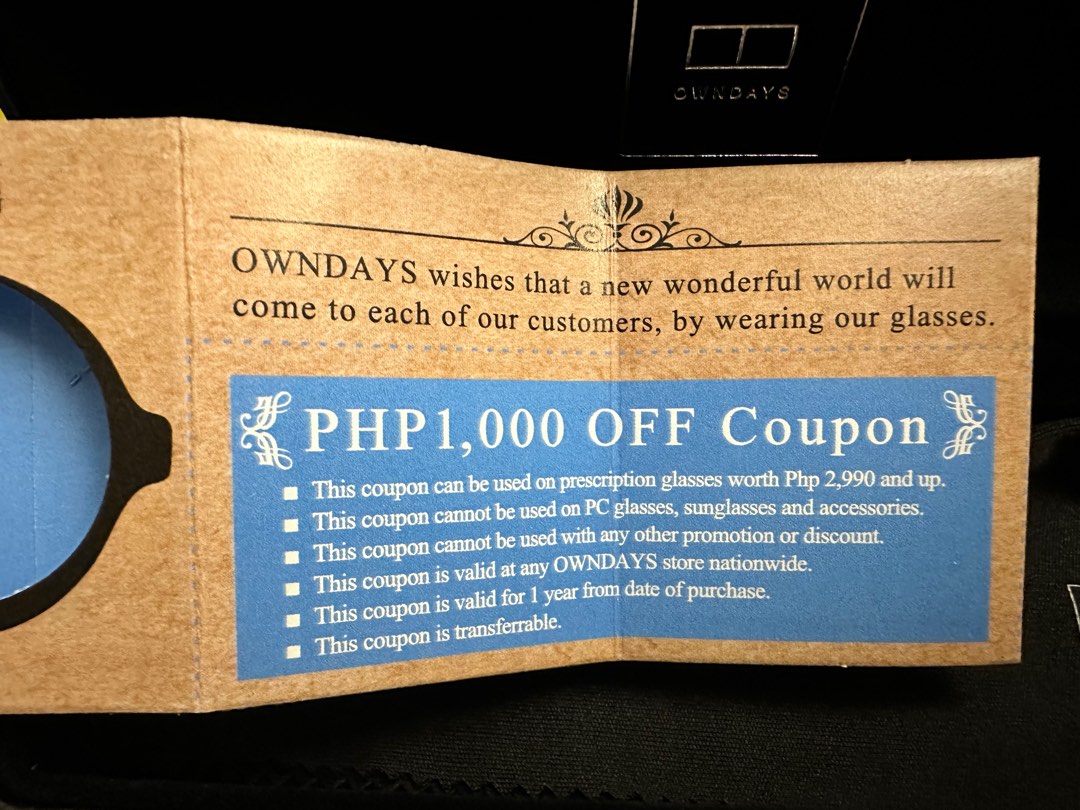 OWNDAYS
OWNDAYS wishes that a new wonderful world will
come to each of our customers, by wearing our glasses.
PHP1,000 OFF Coupon
■ This coupon can be used on prescription glasses worth Php 2,990 and up.
■ This coupon cannot be used on PC glasses, sunglasses and accessories.
■ This coupon cannot be used with any other promotion or discount.
■ This coupon is valid at any OWNDAYS store nationwide.
■ This coupon is valid for 1 year from date of purchase.
■ This coupon is transferrable.